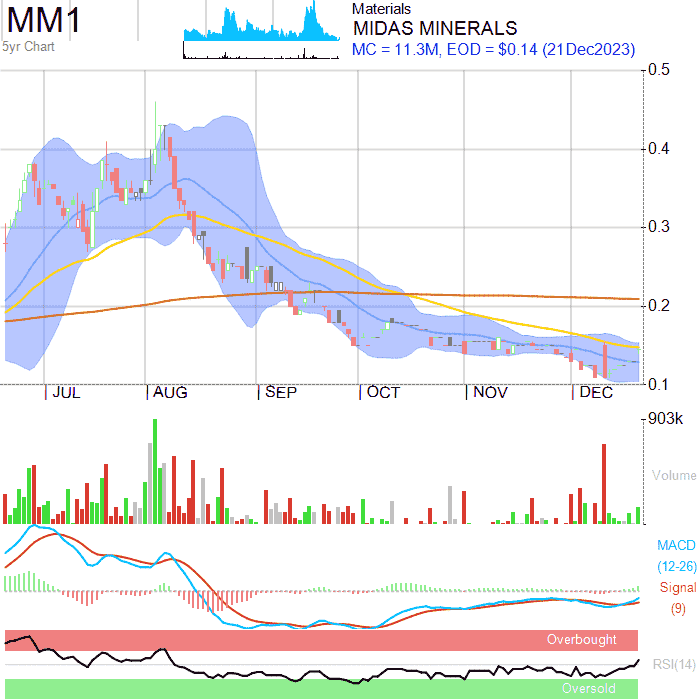 MM1
5yr Chart
Materials
MIDAS MINERALS
MC = 11.3M, EOD = $0.14 (21Dec2023)
0.5
0.4
0.3
0.2
0.1
JUL AUG SEP OCT NOV DEC
903k
Volume
MACD
(12-26)
Signal
(9)
Overbought
RSI(14)
Oversold